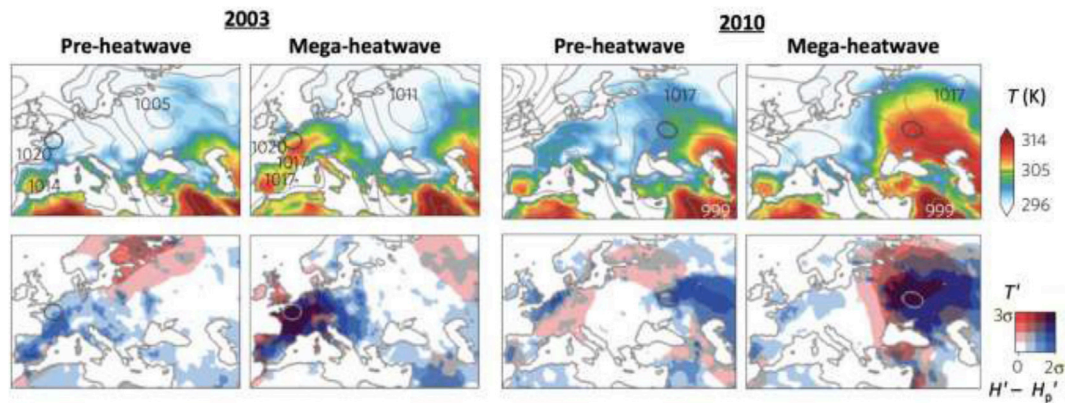 2003
2010
Pre-heatwave
Mega-heatwave
Pre-heatwave
Mega-heatwave
1005
1020
1014
1011
1020
1017
1017
1017
999
1017
999
T (K)
314
305
296
T'
3σ
0
2σ
H' – Hp'